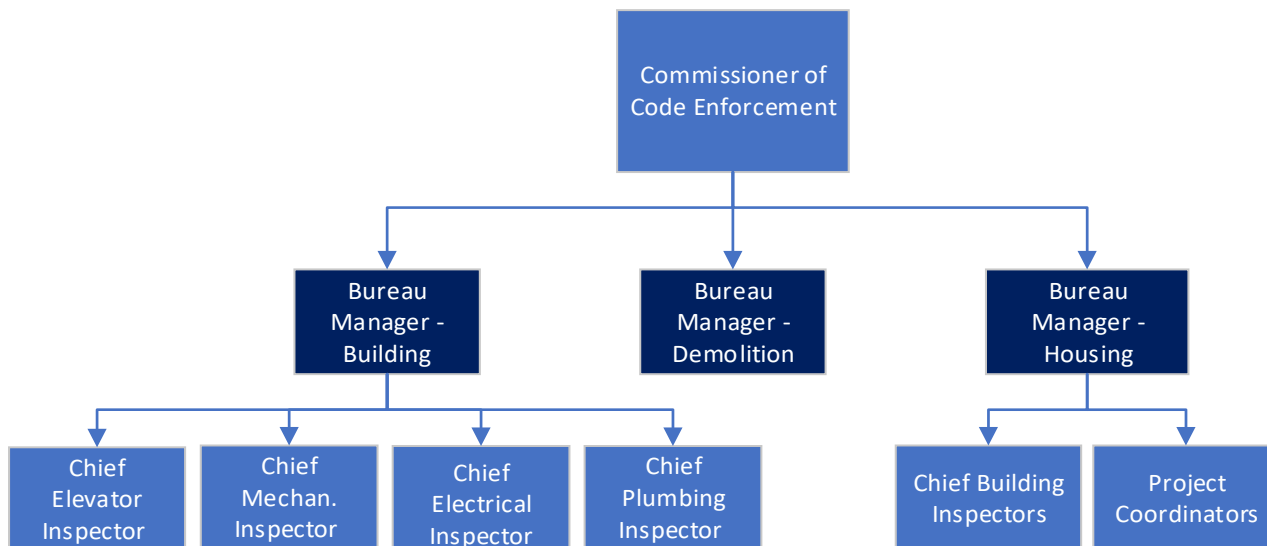 Commissioner of
Code Enforcement
Bureau
Manager -
Building
Bureau
Manager -
Demolition
Bureau
Manager -
Housing
Chief
Elevator
Inspector
Chief
Mechan.
Inspector
Chief
Electrical
Inspector
Chief
Plumbing
Inspector
Chief Building
Inspectors
Project
Coordinators